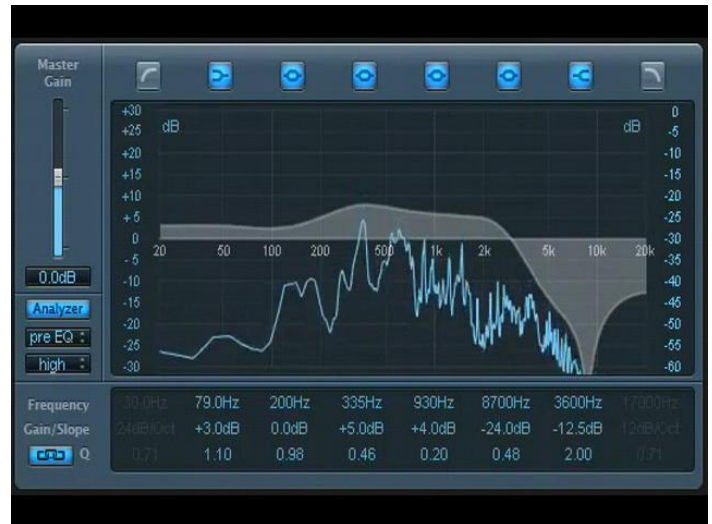 Master
Gain
0.0dB
Analyzer
pre EQ
high
dB
+30
+25
+20
+15
+10
+5
0
-5
-10
-15
-20
-25
-30
20 50 100 200 500 1k 2k 5k 10k 20k
dB
0
-5
-10
-15
-20
-25
-30
-35
-40
-45
-50
-55
-60
Frequency 30.0Hz 79.0Hz 200Hz 335Hz 930Hz 8700Hz 3600Hz 17000Hz
Gain/Slope 24dB/Oct +3.0dB 0.0dB +5.0dB +4.0dB -24.0dB -12.5dB 12dB/Oct
Q 0.71 1.10 0.98 0.46 0.20 0.48 2.00 0.71